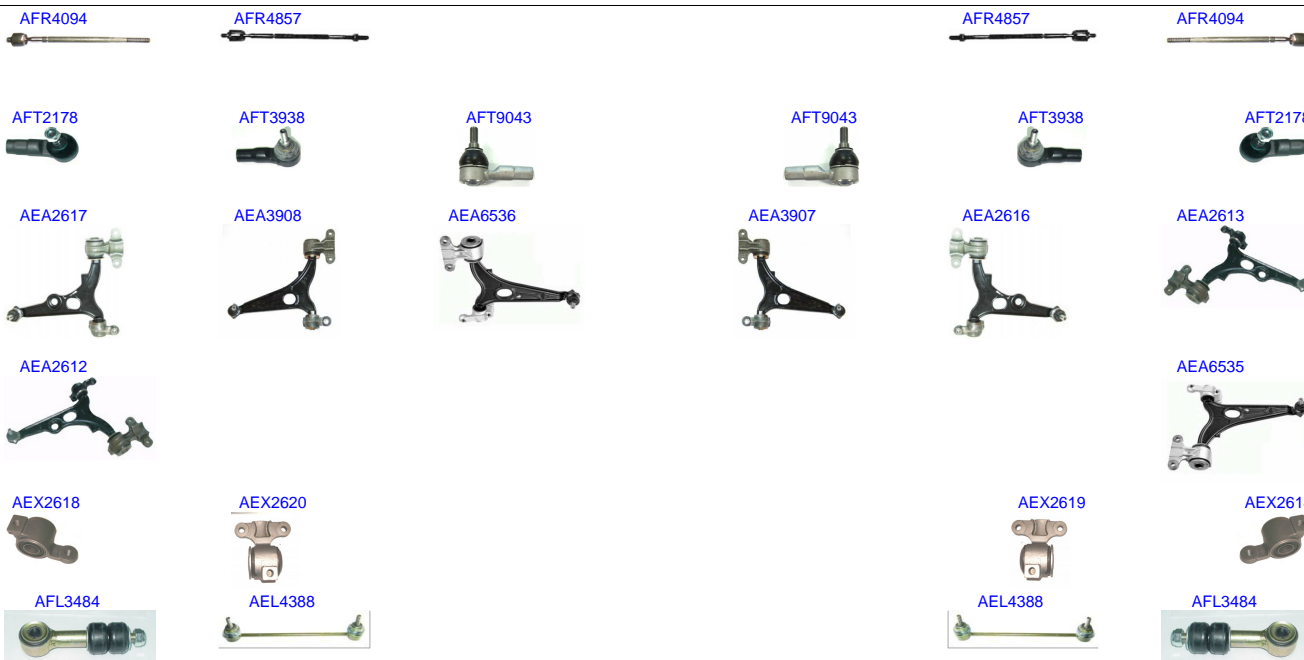 AFR4094 AFR4857 AFR4857 AFR4094
AFT2178 AFT3938 AFT9043 AFT9043 AFT3938 AFT2178
AEA2617 AEA3908 AEA6536 AEA3907 AEA2616 AEA2613
AEA2612 AEA6535
AEX2618 AEX2620 AEX2619
AFL3484 AEL4388 AEL4388 AFL3484